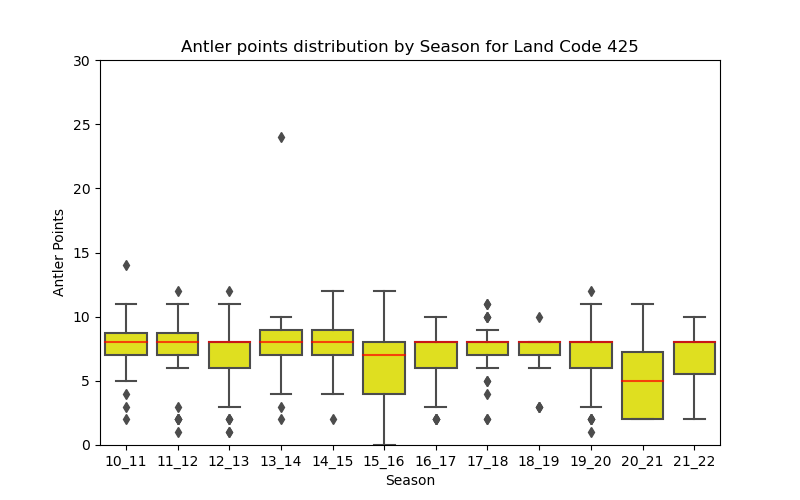 Antler points distribution by Season for Land Code 425
30
25
20
15
10
5
0
Antler Points
10_11 11_12 12_13 13_14 14_15 15_16 16_17 17_18 18_19 19_20 20_21 21_22
Season